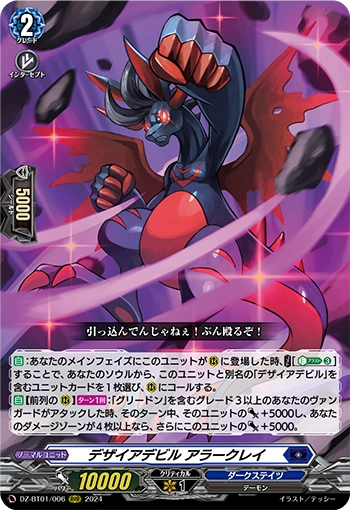 2
グレード
インターセプト
5000
シールド
引っ込んでんじゃねぇ!ぶん殴るぞ!
自:あなたのメインフェイズにこのユニットがRに登場した時、【コスト】[CB1
することで、あなたのソウルから、このユニットと別名の「デザイアデビル」を
含むユニットカードを1枚選び、Rにコールする。
自【前列のR】ターン1回:「グリードン」を含むグレード3以上のあなたのヴァン
ガードがアタックした時、そのターン中、そのユニットのパワー+5000し、あなた
のダメージゾーンが4枚以上なら、さらに、そのユニットのパワー+5000。
ノーマルユニット
デザイアデビル アラークレイ
パワー
10000
クリティカル
1
ダークステイツ
デーモン
DZ-BT01/006 RRR 2024
イラスト/テッシー